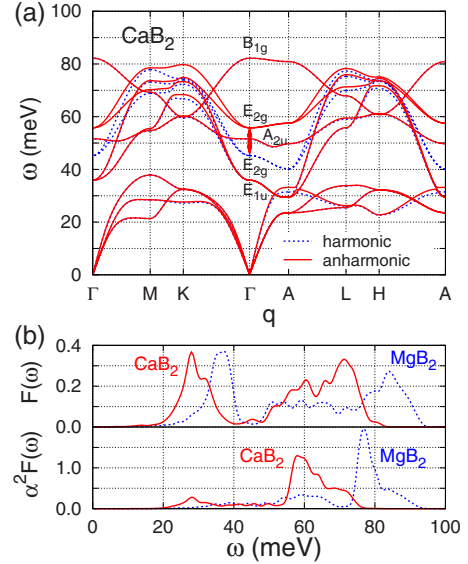 (a)
CaB2
B1g
E2g
A2u
E2g
E1u
harmonic
anharmonic
ω (meV)
100
80
60
40
20
0
Γ M K Γ A L H A
q
(b)
F(ω)
0.4
0.2
0.0
CaB2
MgB2
α²F(ω)
1.0
0.0
CaB2
MgB2
0 20 40 60 80 100
ω (meV)